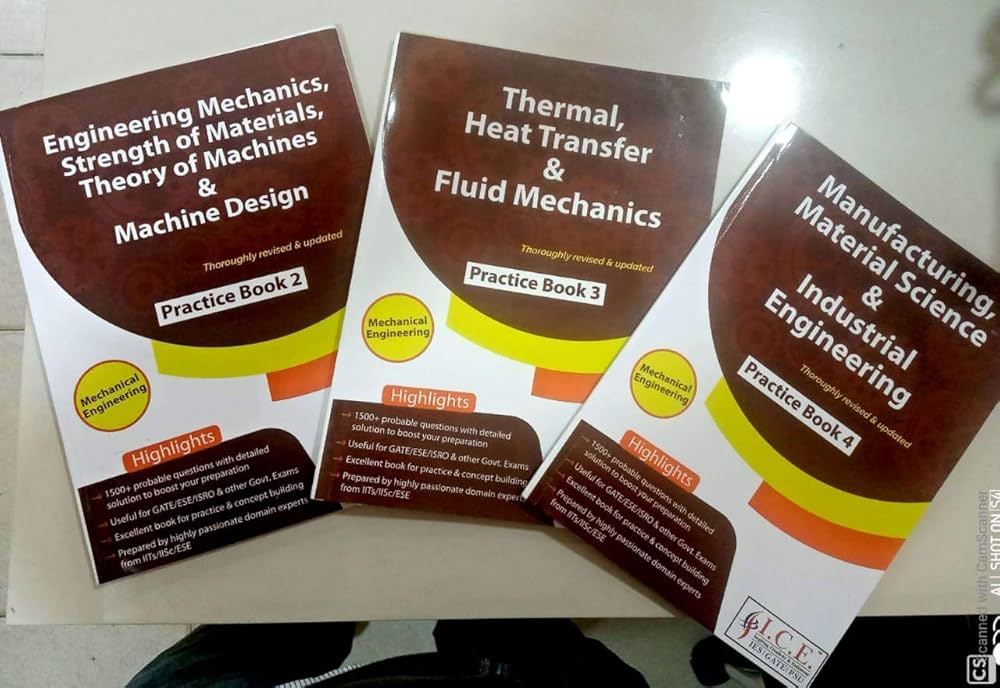 Engineering Mechanics,
Strength of Materials,
Theory of Machines
&
Machine Design
Thoroughly revised & updated
Practice Book 2
Mechanical
Engineering
Highlights
→ 1500+ probable questions with detailed
solution to boost your preparation
→ Useful for GATE/ESE/ISRO & other Govt. Exams
→ Excellent book for practice & concept building
→ Prepared by highly passionate domain experts
from IITs/IISc/ESE
Thermal,
Heat Transfer
&
Fluid Mechanics
Thoroughly revised & updated
Practice Book 3
Mechanical
Engineering
Highlights
→ 1500+ probable questions with detailed
solution to boost your preparation
→ Useful for GATE/ESE/ISRO & other Govt. Exams
→ Excellent book for practice & concept building
→ Prepared by highly passionate domain experts
from IITs/IISc/ESE
Manufacturing,
Material Science
&
Industrial
Engineering
Thoroughly revised & updated
Practice Book 4
Mechanical
Engineering
Highlights
→ 1500+ probable questions with detailed
solution to boost your preparation
→ Useful for GATE/ESE/ISRO & other Govt. Exams
→ Excellent book for practice & concept building
→ Prepared by highly passionate domain experts
from IITs/IISc/ESE
I.C.E.
IES|GATE|PSU
CS Scanned with CamScanner
SHOT ON